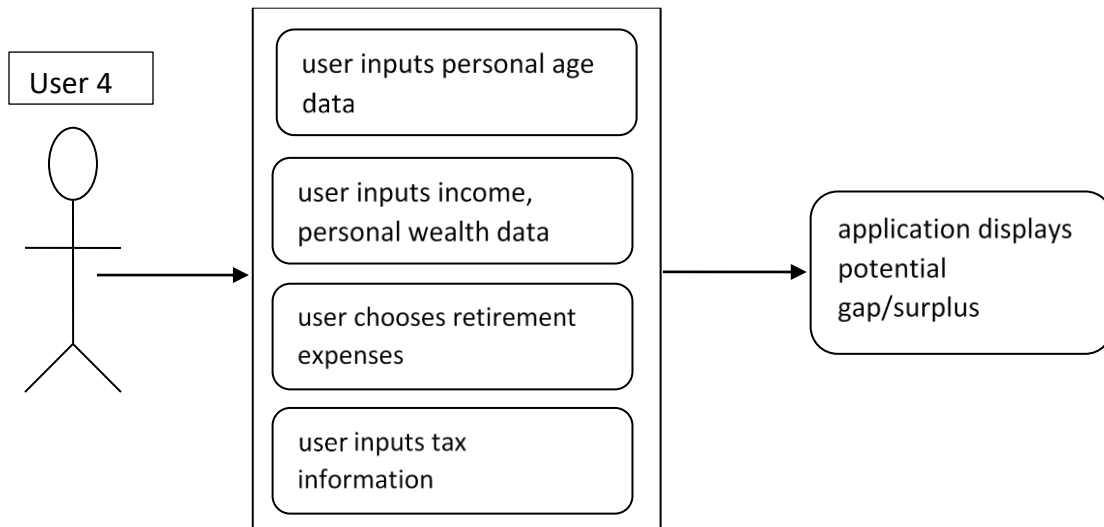 User 4
user inputs personal age
data
user inputs income,
personal wealth data
user chooses retirement
expenses
user inputs tax
information
application displays
potential
gap/surplus